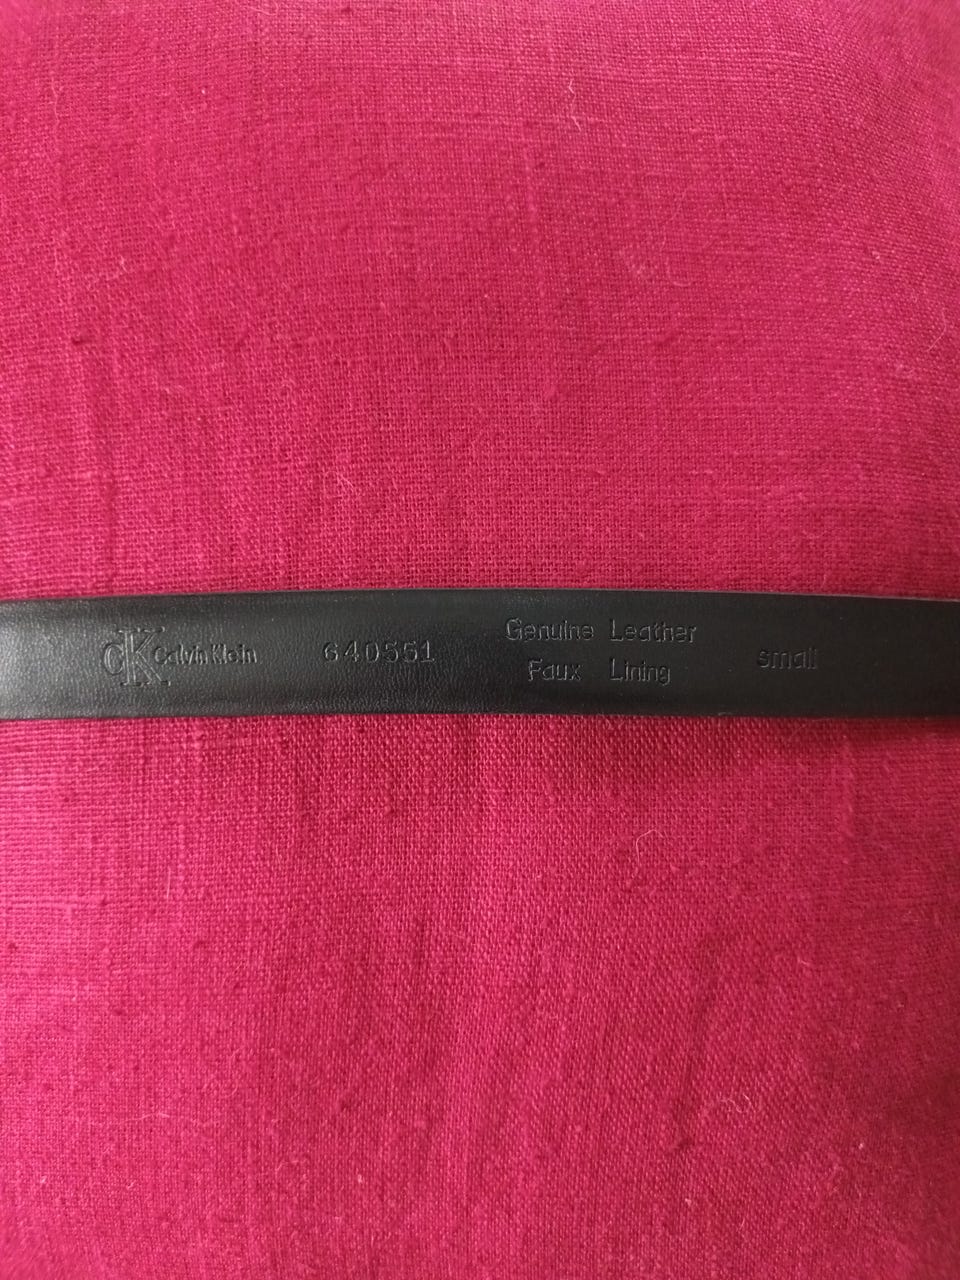 cK Calvin Klein
640551
Genuine Leather
Faux Lining
small